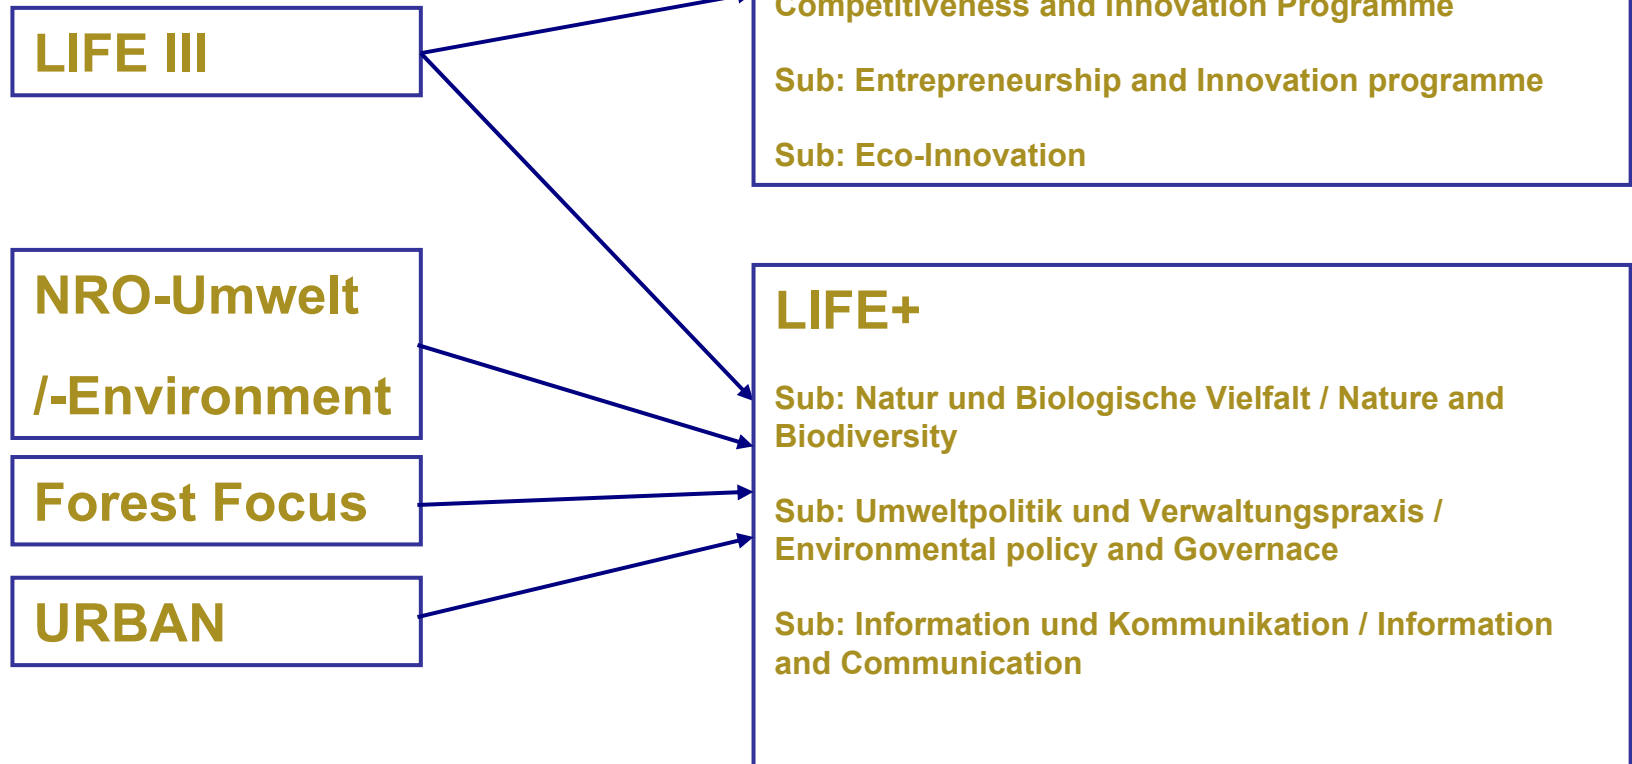 LIFE III
Competitiveness and Innovation Programme
Sub: Entrepreneurship and Innovation programme
Sub: Eco-Innovation
NRO-Umwelt
/-Environment
Forest Focus
URBAN
LIFE+
Sub: Natur und Biologische Vielfalt / Nature and
Biodiversity
Sub: Umweltpolitik und Verwaltungspraxis /
Environmental policy and Governace
Sub: Information und Kommunikation / Information
and Communication